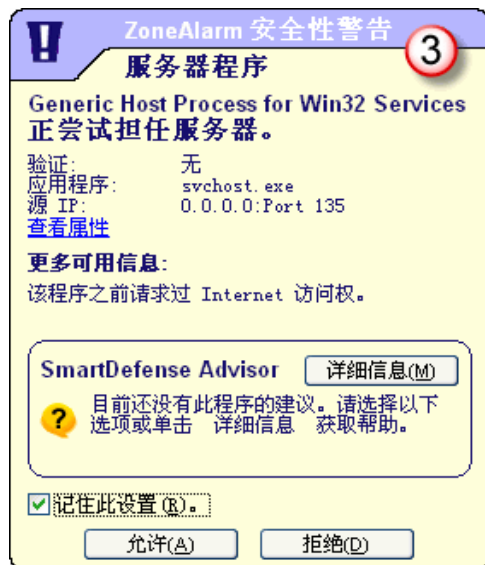 ZoneAlarm 安全性警告
3
服务器程序
Generic Host Process for Win32 Services
正尝试担任服务器。
验证: 无
应用程序: svchost.exe
源 IP: 0.0.0.0:Port 135
查看属性
更多可用信息:
该程序之前请求过 Internet 访问权。
SmartDefense Advisor 详细信息(M)
目前还没有此程序的建议。请选择以下
选项或单击 详细信息 获取帮助。
记住此设置(R)。
允许(A) 拒绝(D)